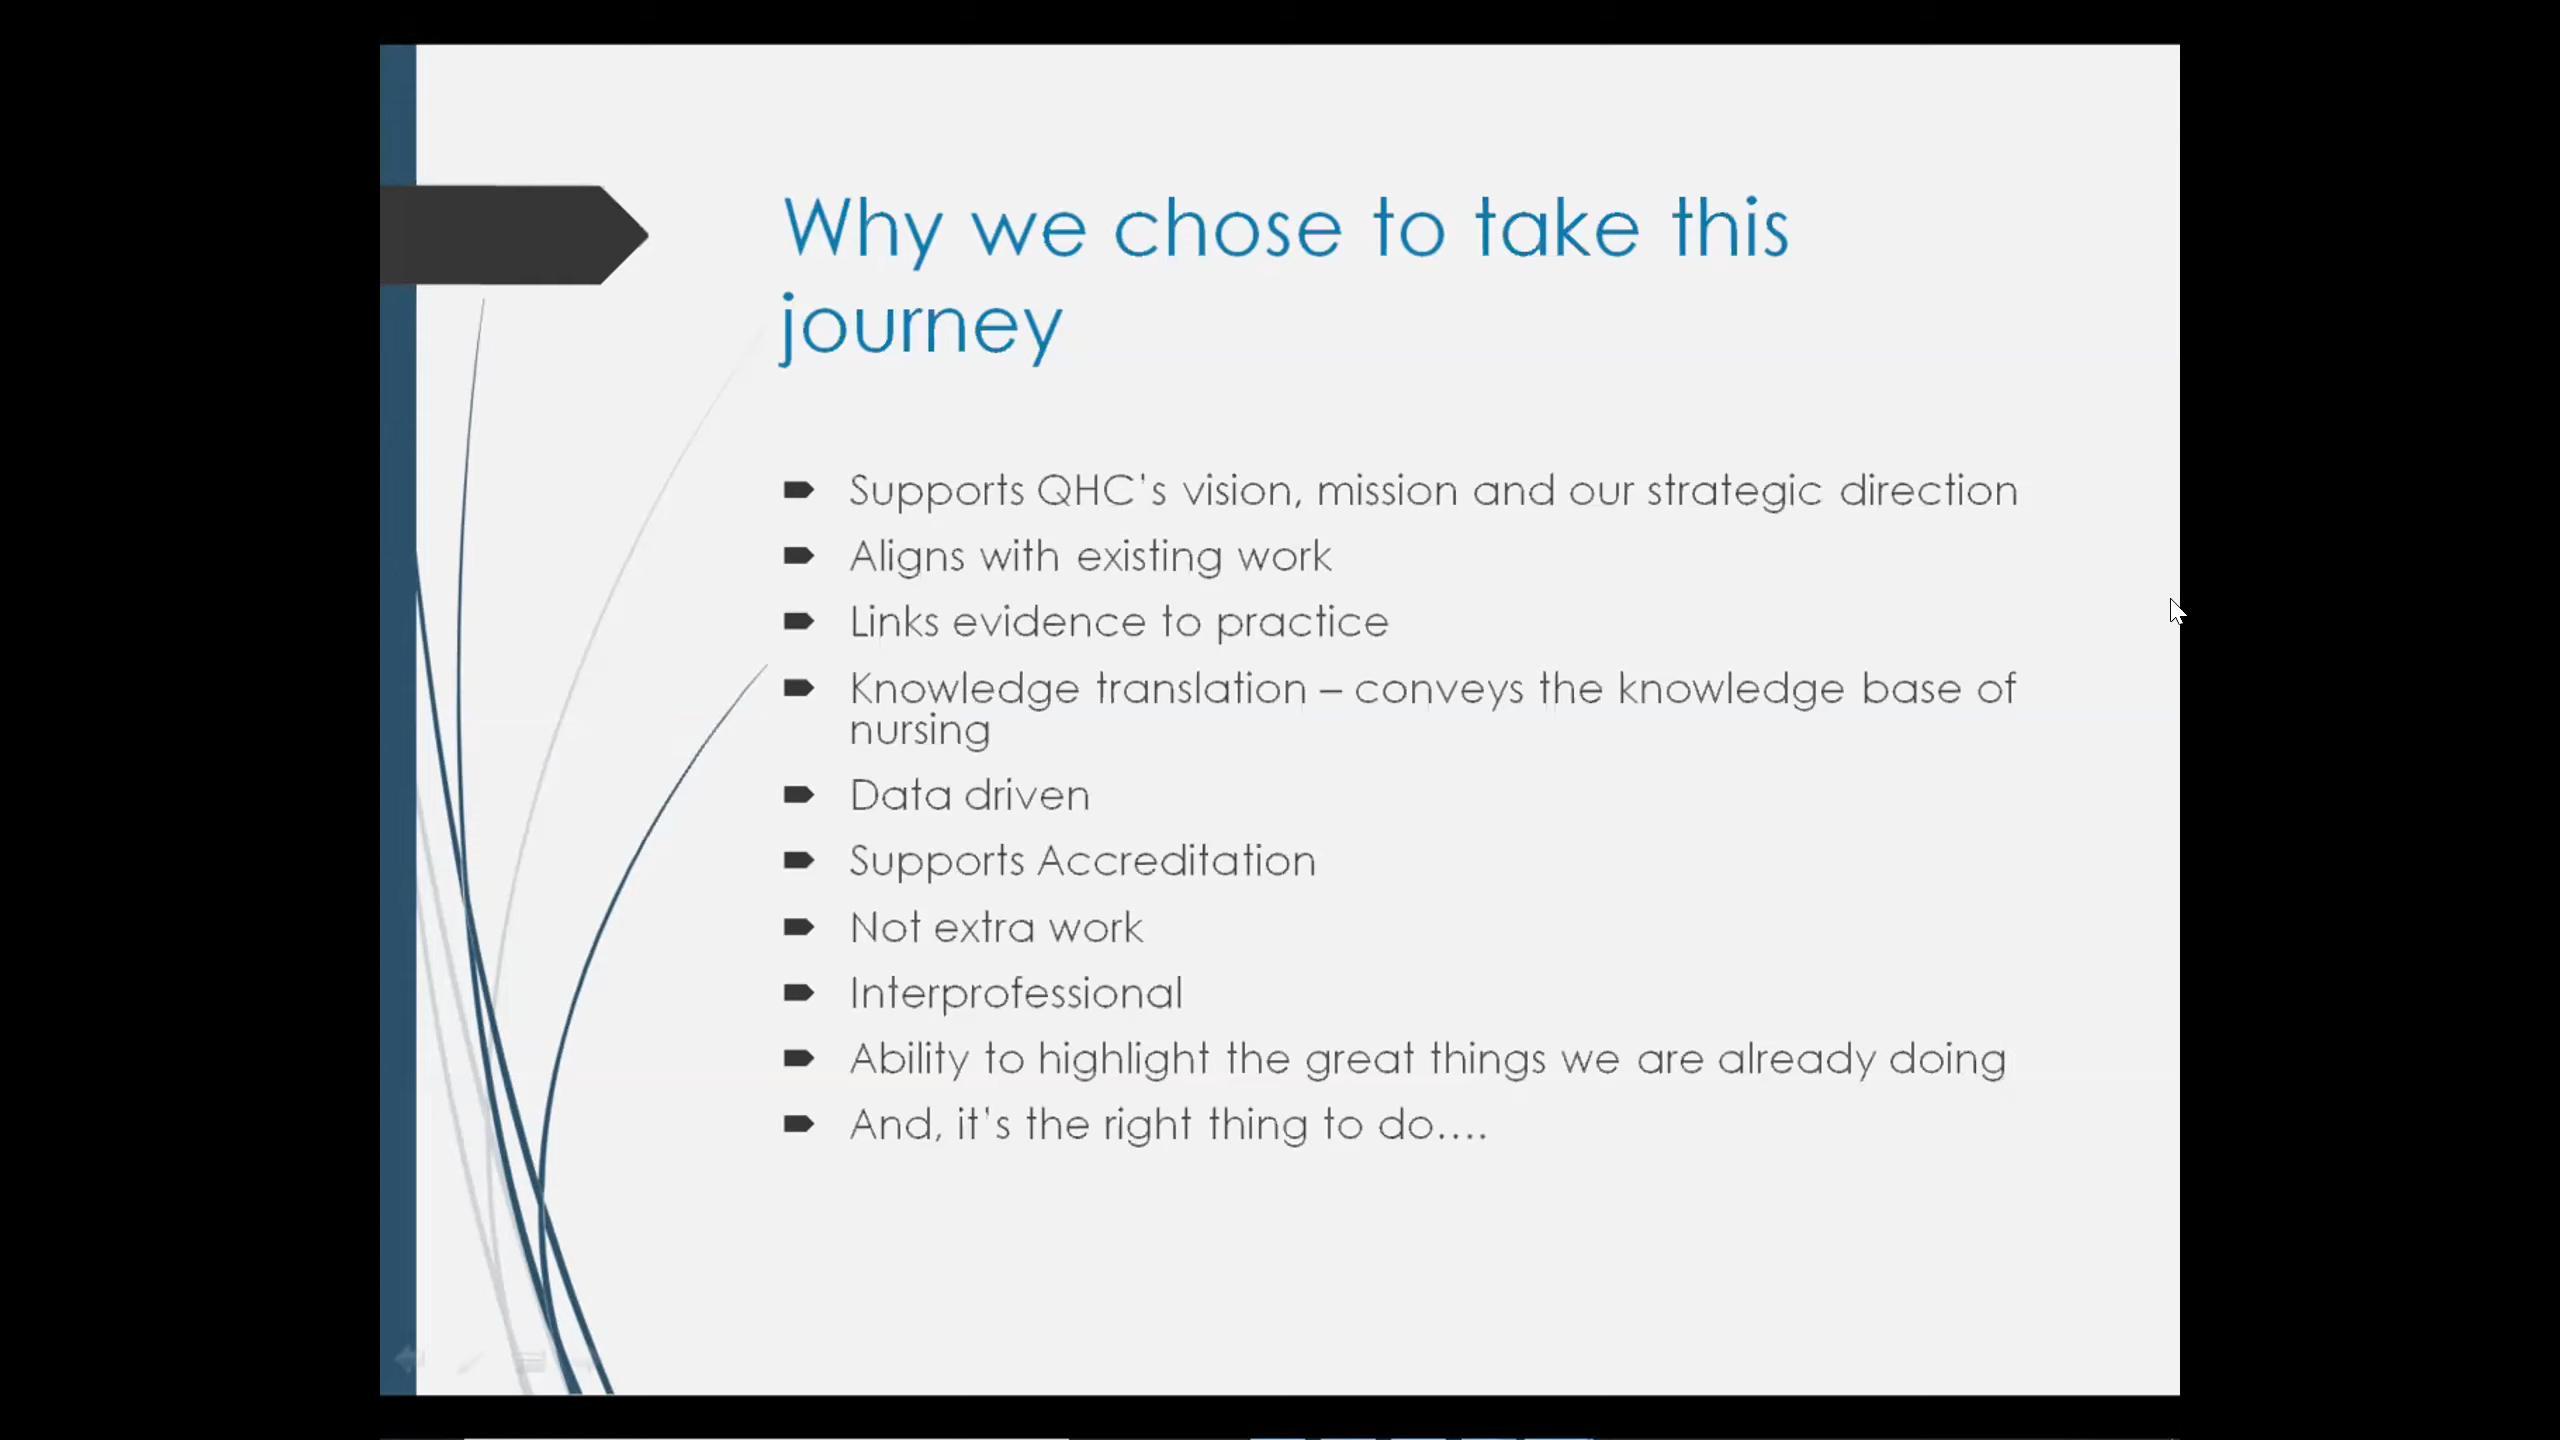 Why we chose to take this
journey
Supports QHC's vision, mission and our strategic direction
Aligns with existing work
Links evidence to practice
Knowledge translation – conveys the knowledge base of
nursing
Data driven
Supports Accreditation
Not extra work
Interprofessional
Ability to highlight the great things we are already doing
And, it's the right thing to do....